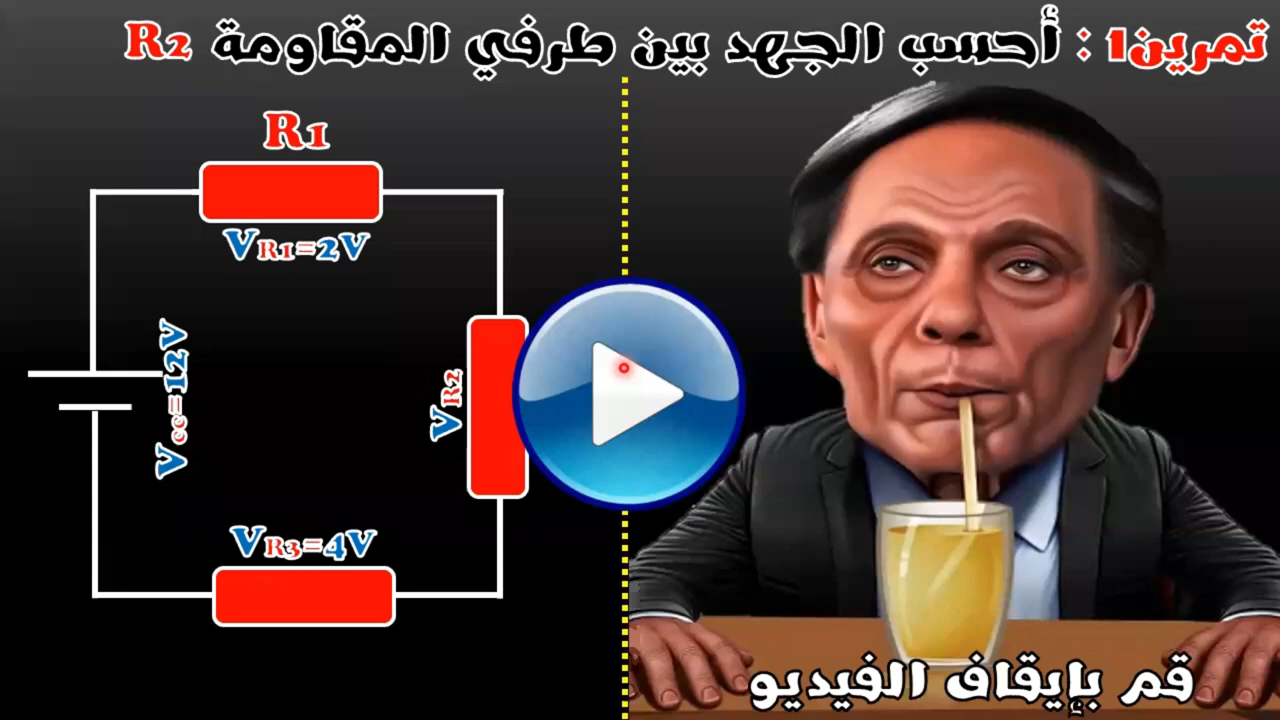 تمرين1 : أحسب الجهد بين طرفي المقاومة R2
R1
VR1=2V
Vcc=12V
VR2
VR3=4V
قم بإيقاف الفيديو